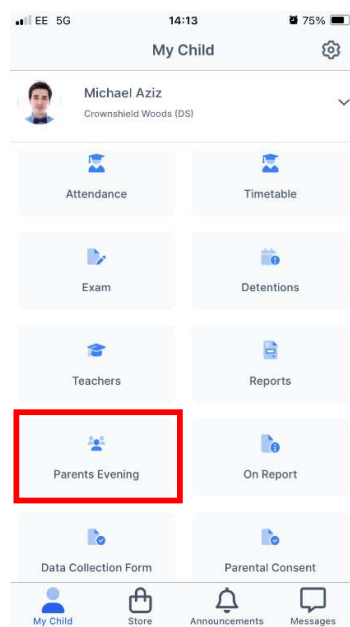 EE 5G 14:13 75%
My Child
Michael Aziz
Crownshield Woods (DS)
Attendance Timetable
Exam Detentions
Teachers Reports
Parents Evening On Report
Data Collection Form Parental Consent
My Child Store Announcements Messages